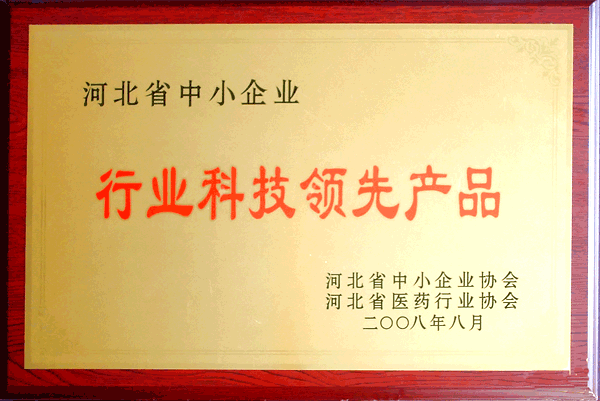 河北省中小企业
行业科技领先产品
河北省中小企业协会
河北省医药行业协会
二〇〇八年八月